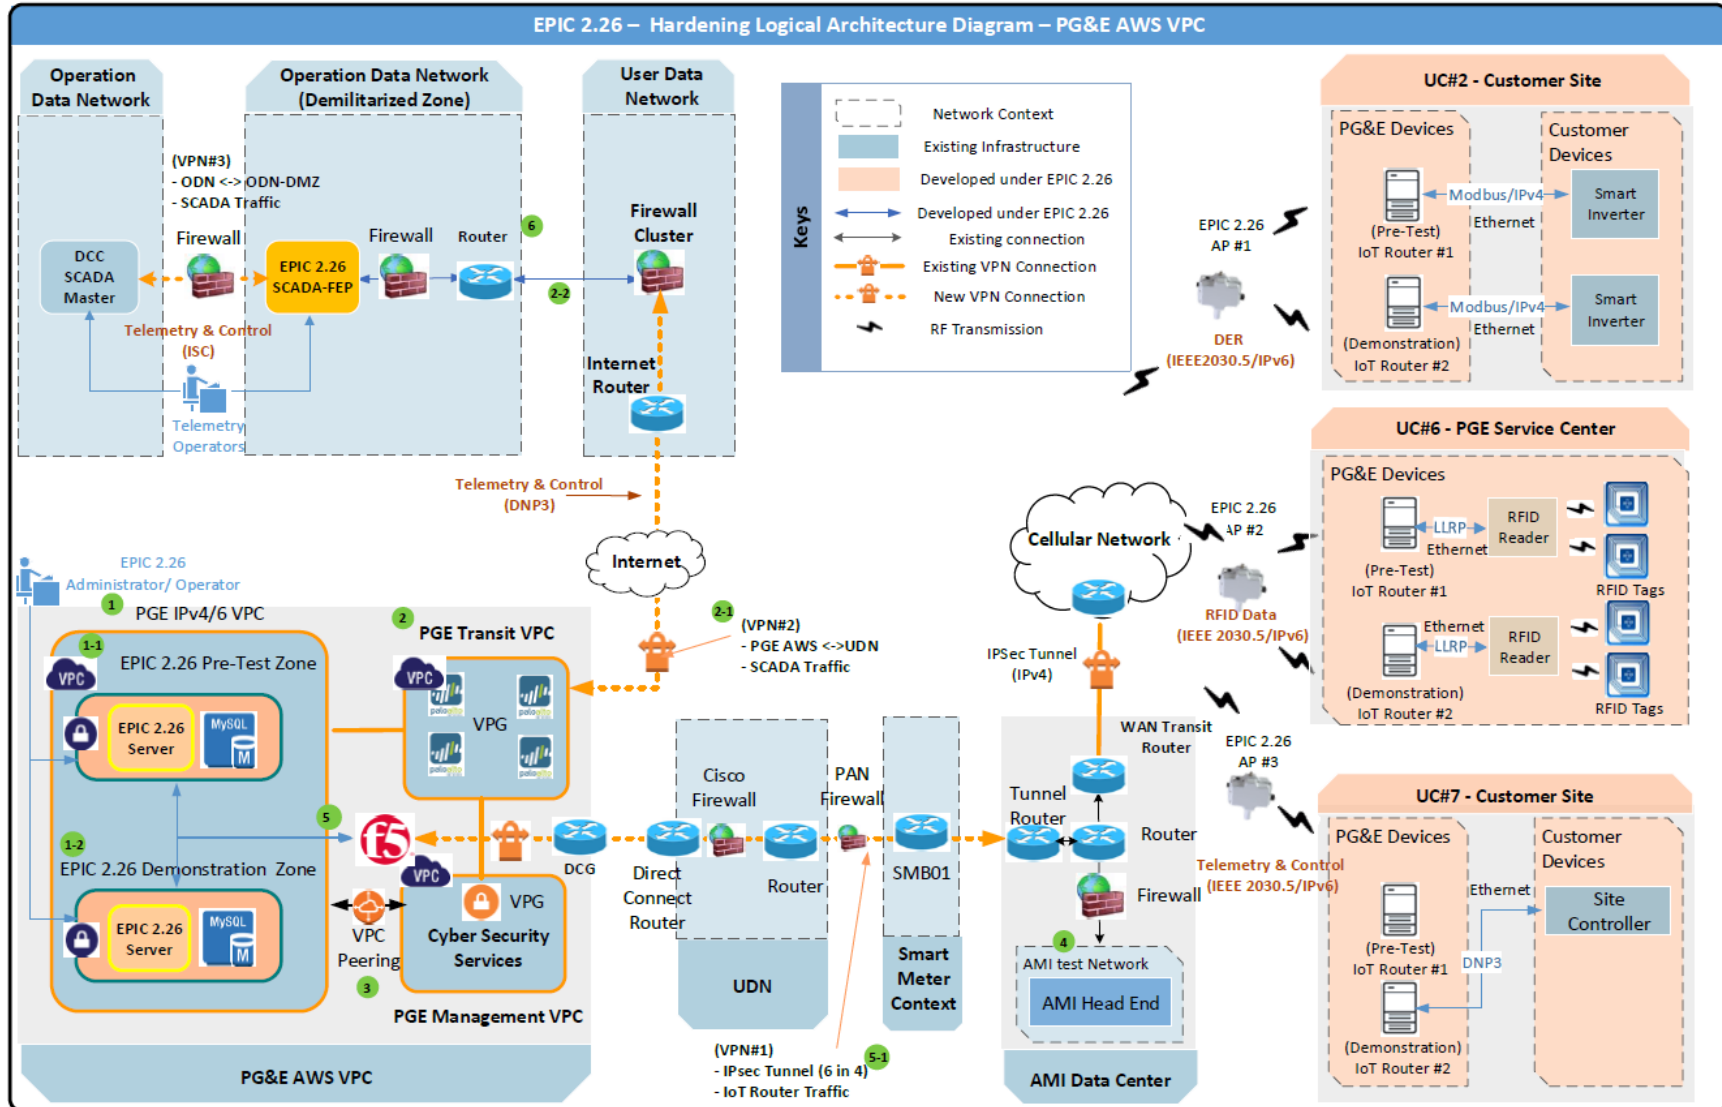 EPIC 2.26 – Hardening Logical Architecture Diagram – PG&E AWS VPC
Operation
Data Network
Operation Data Network
(Demilitarized Zone)
User Data
Network
(VPN#3)
- ODN <-> ODN-DMZ
- SCADA Traffic
Firewall
Firewall
Router
6
Firewall
Cluster
DCC
SCADA
Master
EPIC 2.26
SCADA-FEP
2-2
Telemetry & Control
(ISC)
Telemetry
Operators
Internet
Router
Telemetry & Control
(DNP3)
Internet
Keys
Network Context
Existing Infrastructure
Developed under EPIC 2.26
Developed under EPIC 2.26
Existing connection
Existing VPN Connection
New VPN Connection
RF Transmission
UC#2 - Customer Site
PG&E Devices
Customer
Devices
Modbus/IPv4
Ethernet
Smart
Inverter
(Pre-Test)
IoT Router #1
Modbus/IPv4
Ethernet
Smart
Inverter
(Demonstration)
IoT Router #2
EPIC 2.26
AP #1
DER
(IEEE2030.5/IPv6)
UC#6 - PGE Service Center
PG&E Devices
LLRP
Ethernet
RFID
Reader
(Pre-Test)
IoT Router #1
RFID Tags
Ethernet
LLRP
RFID
Reader
(Demonstration)
IoT Router #2
RFID Tags
EPIC 2.26
AP #2
RFID Data
(IEEE 2030.5/IPv6)
Cellular Network
IPSec Tunnel
(IPv4)
EPIC 2.26
AP #3
UC#7 - Customer Site
PG&E Devices
Customer
Devices
Ethernet
Site
Controller
(Pre-Test)
IoT Router #1
DNP3
(Demonstration)
IoT Router #2
Telemetry & Control
(IEEE 2030.5/IPv6)
EPIC 2.26
Administrator/ Operator
1
PGE IPv4/6 VPC
1-1
VPC
EPIC 2.26 Pre-Test Zone
EPIC 2.26
Server
MySQL
M
2
PGE Transit VPC
VPC
paloalto
paloalto
VPG
paloalto
paloalto
2-1
(VPN#2)
- PGE AWS <->UDN
- SCADA Traffic
5
1-2
EPIC 2.26 Demonstration Zone
EPIC 2.26
Server
MySQL
M
f5
VPC
VPC
Peering
3
VPG
Cyber Security
Services
PGE Management VPC
PG&E AWS VPC
DCG
Cisco
Firewall
Direct
Connect
Router
Router
UDN
PAN
Firewall
SMB01
Smart
Meter
Context
(VPN#1)
- IPsec Tunnel (6 in 4)
- IoT Router Traffic
5-1
WAN Transit
Router
Tunnel
Router
Router
Firewall
4
AMI test Network
AMI Head End
AMI Data Center